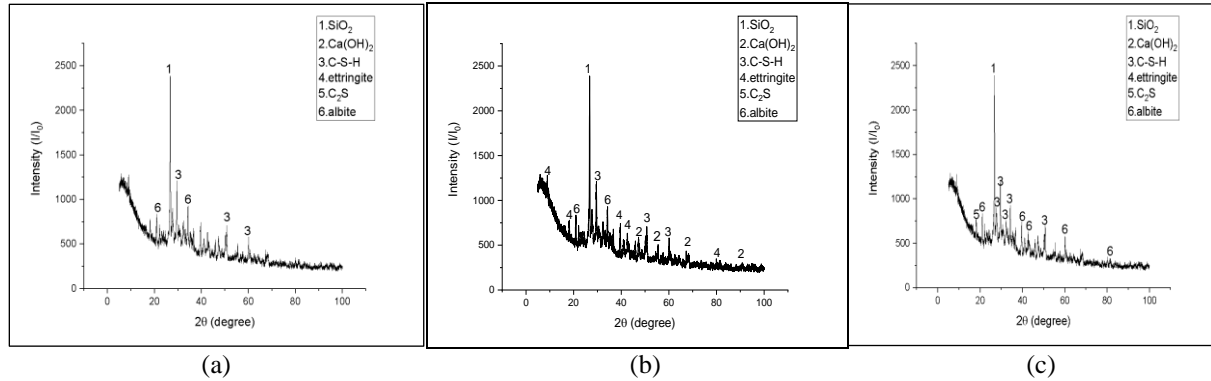 1.SiO₂
2.Ca(OH)₂
3.C-S-H
4.ettringite
5.C₂S
6.albite
1
3
6
6
3
3
2500
2000
1500
1000
500
0
0 20 40 60 80 100
Intensity (I/I₀)
2θ (degree)
(a)
1.SiO₂
2.Ca(OH)₂
3.C-S-H
4.ettringite
5.C₂S
6.albite
1
4
3
4 6
6
4 4 2 3 2 3 2 4 2
2500
2000
1500
1000
500
0
0 20 40 60 80 100
Intensity (I/I₀)
2θ (degree)
(b)
1.SiO₂
2.Ca(OH)₂
3.C-S-H
4.ettringite
5.C₂S
6.albite
1
3
5 6 3 3 3
6 6 3 6 6
2500
2000
1500
1000
500
0
0 20 40 60 80 100
Intensity (I/I₀)
2θ (degree)
(c)